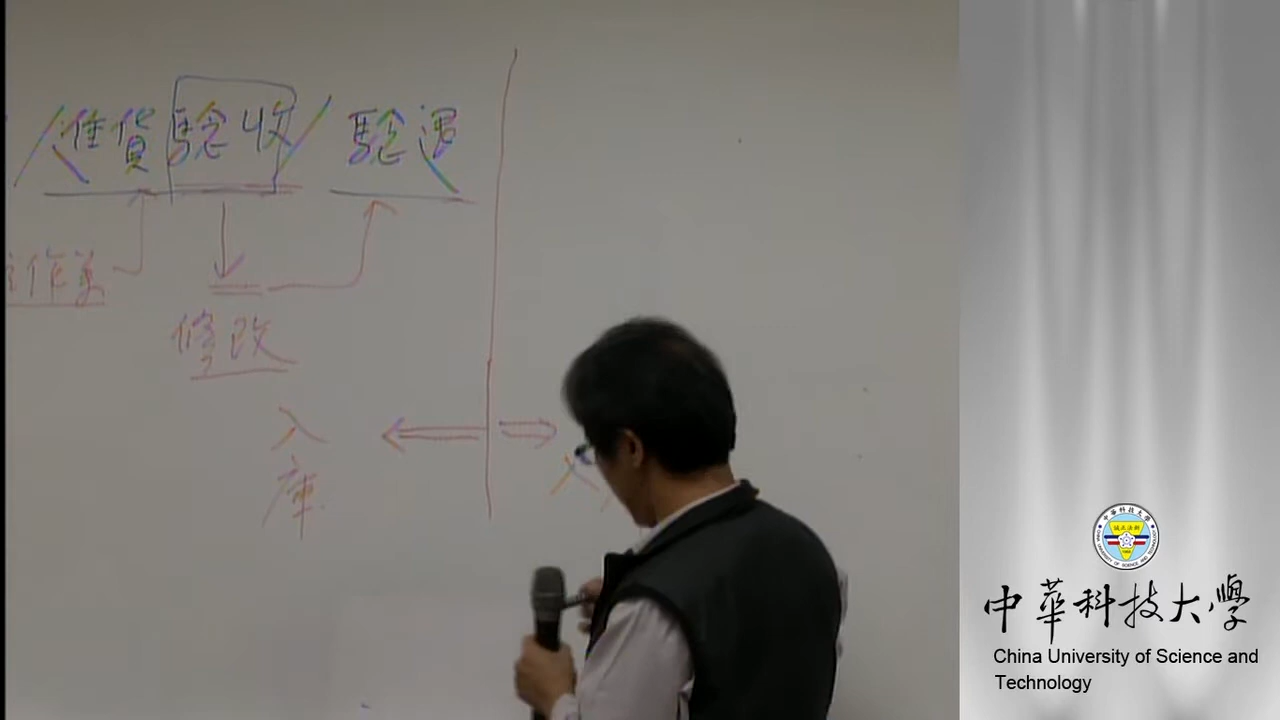 進貨驗收 驗退
作業
修改
入
庫
入
中華科技大學
China University of Science and
Technology